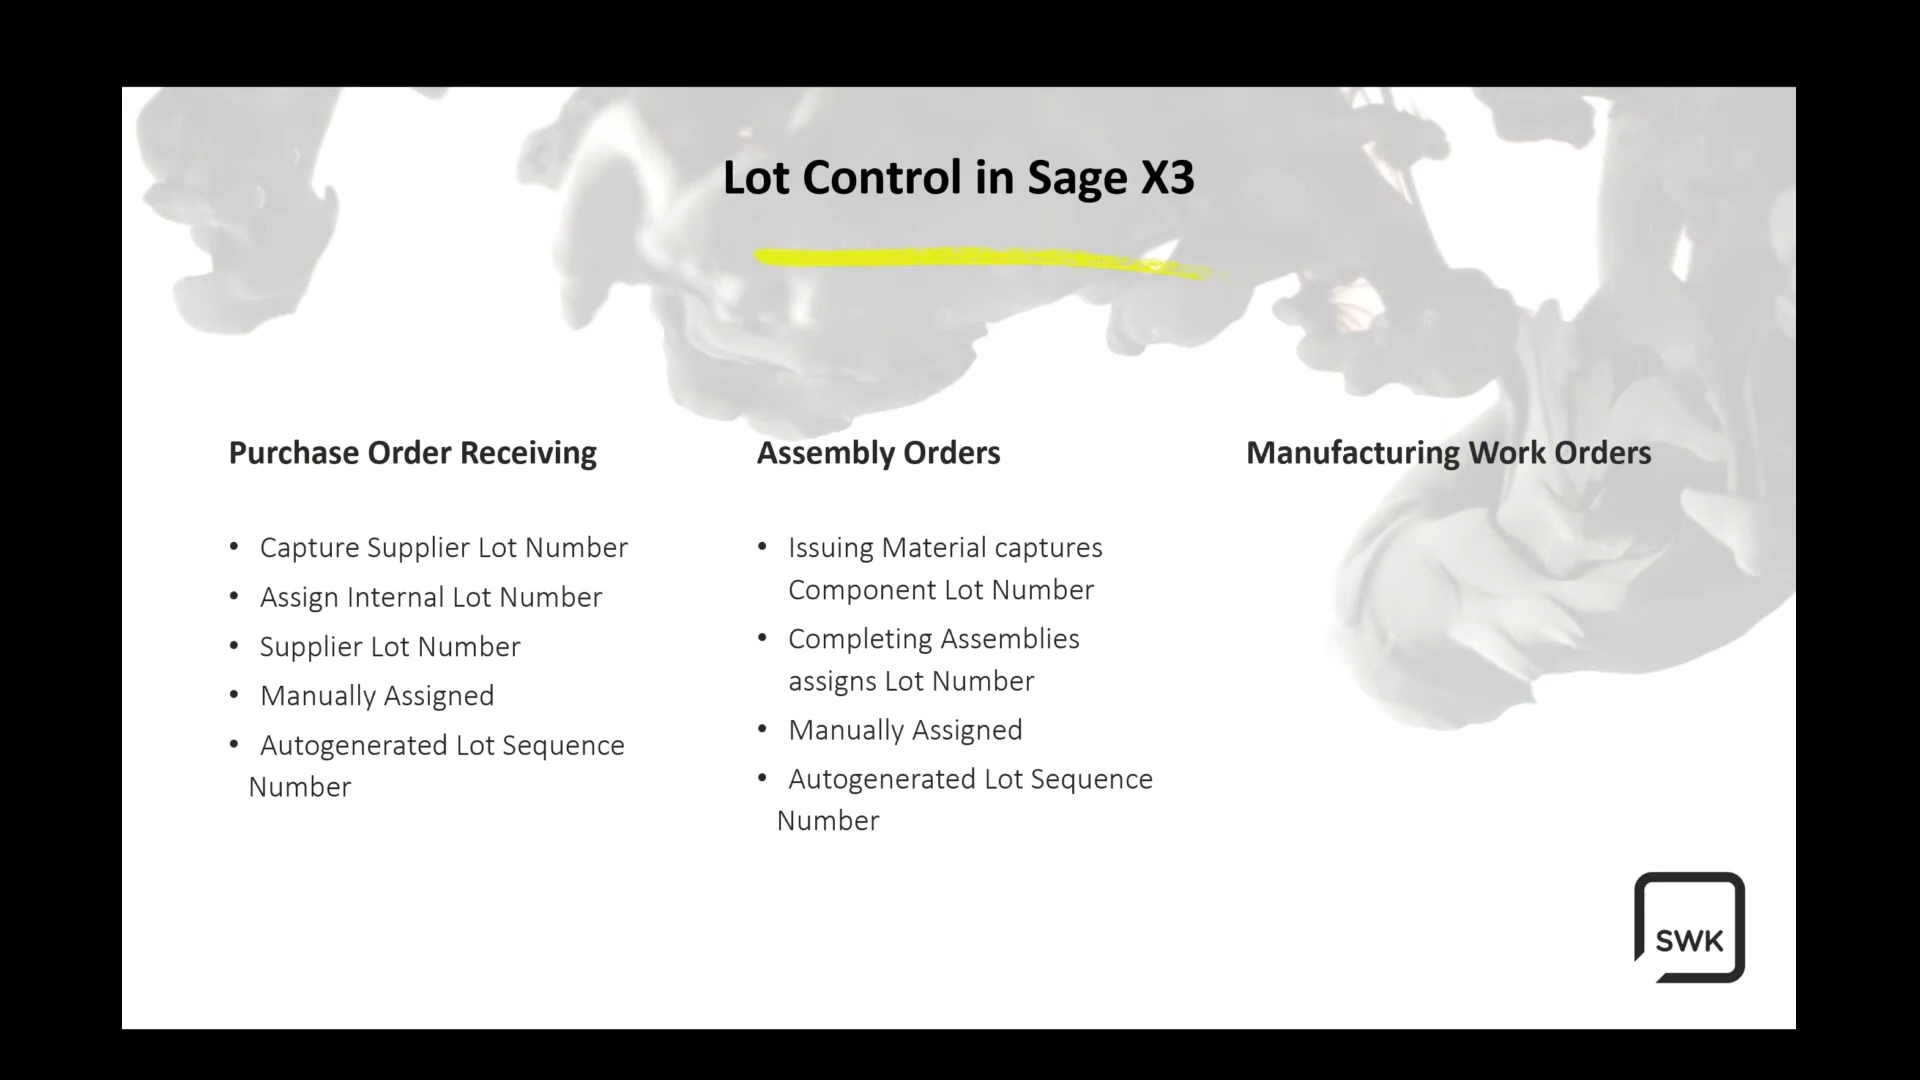 Lot Control in Sage X3
Purchase Order Receiving
• Capture Supplier Lot Number
• Assign Internal Lot Number
• Supplier Lot Number
• Manually Assigned
• Autogenerated Lot Sequence
Number
Assembly Orders
• Issuing Material captures
Component Lot Number
• Completing Assemblies
assigns Lot Number
• Manually Assigned
• Autogenerated Lot Sequence
Number
Manufacturing Work Orders
SWK